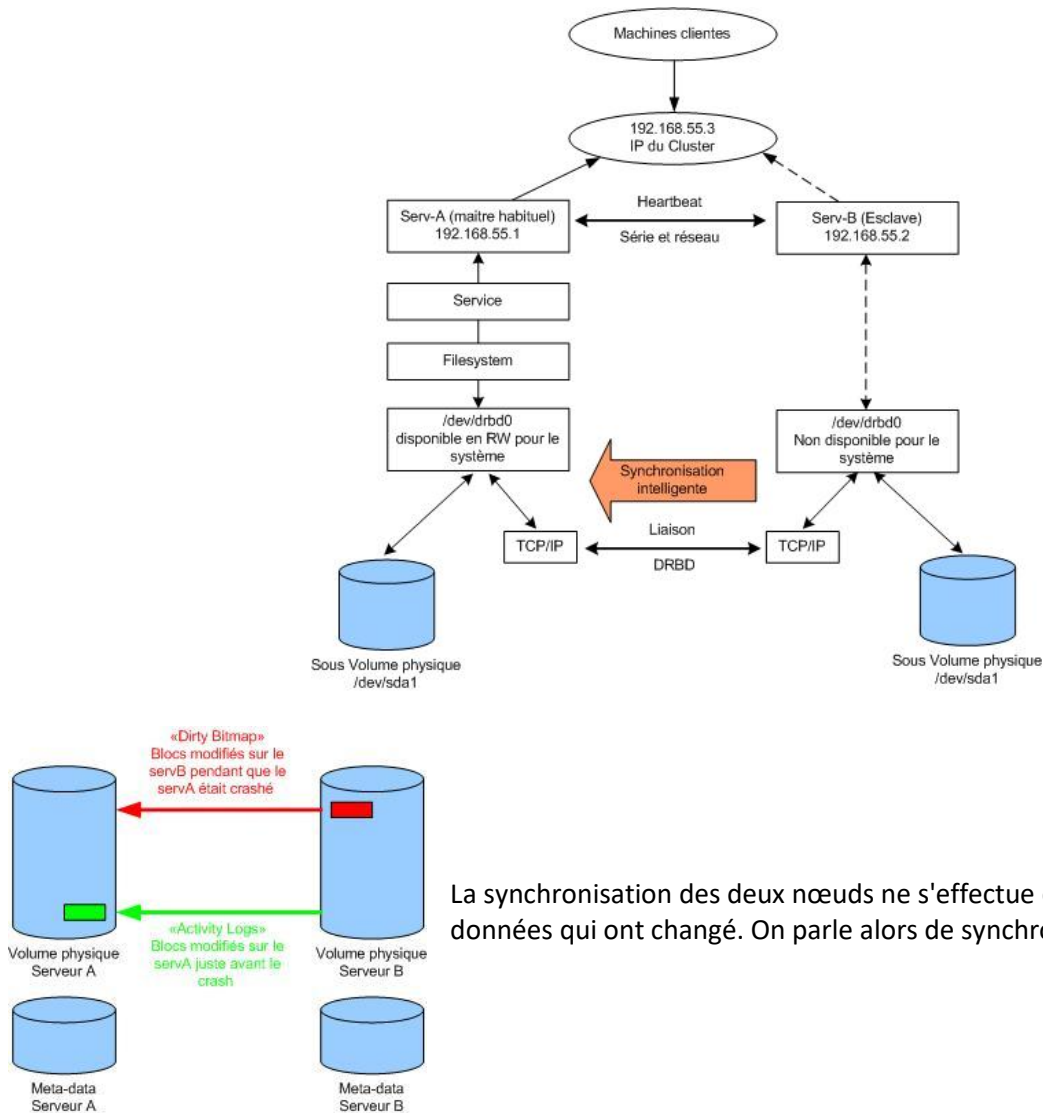 Machines clientes
192.168.55.3
IP du Cluster
Serv-A (maitre habituel)
192.168.55.1
Heartbeat
Série et réseau
Serv-B (Esclave)
192.168.55.2
Service
Filesystem
/dev/drbd0
disponible en RW pour le
système
/dev/drbd0
Non disponible pour le
système
Synchronisation
intelligente
TCP/IP
Liaison
DRBD
TCP/IP
Sous Volume physique
/dev/sda1
Sous Volume physique
/dev/sda1
«Dirty Bitmap»
Blocs modifiés sur le
servB pendant que le
servA était crashé
«Activity Logs»
Blocs modifiés sur le
servA juste avant le
crash
Volume physique
Serveur A
Volume physique
Serveur B
La synchronisation des deux nœuds ne s'effectue
données qui ont changé. On parle alors de
Meta-data
Serveur A
Meta-data
Serveur B